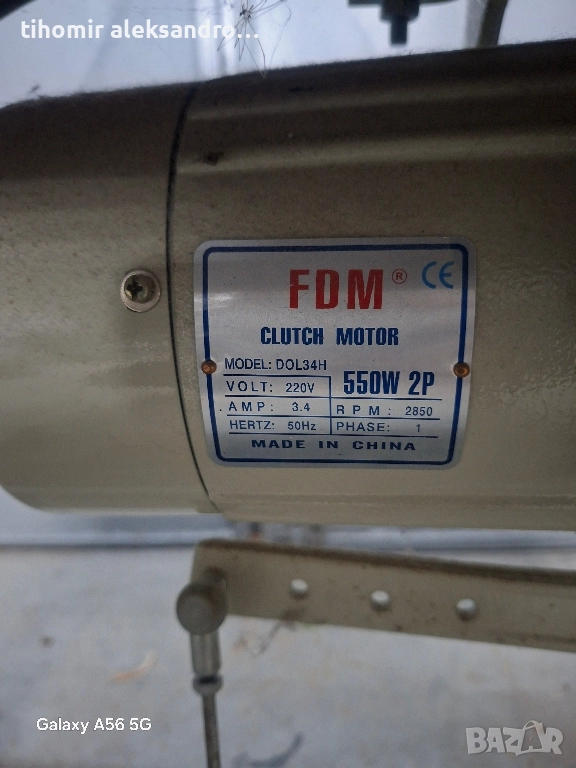 tihomir aleksandro...
FDM ® CE
CLUTCH MOTOR
MODEL: DOL34H
VOLT: 220V
550W 2P
AMP: 3.4
RPM: 2850
HERTZ: 50Hz
PHASE: 1
MADE IN CHINA
Galaxy A56 5G
BAZAR